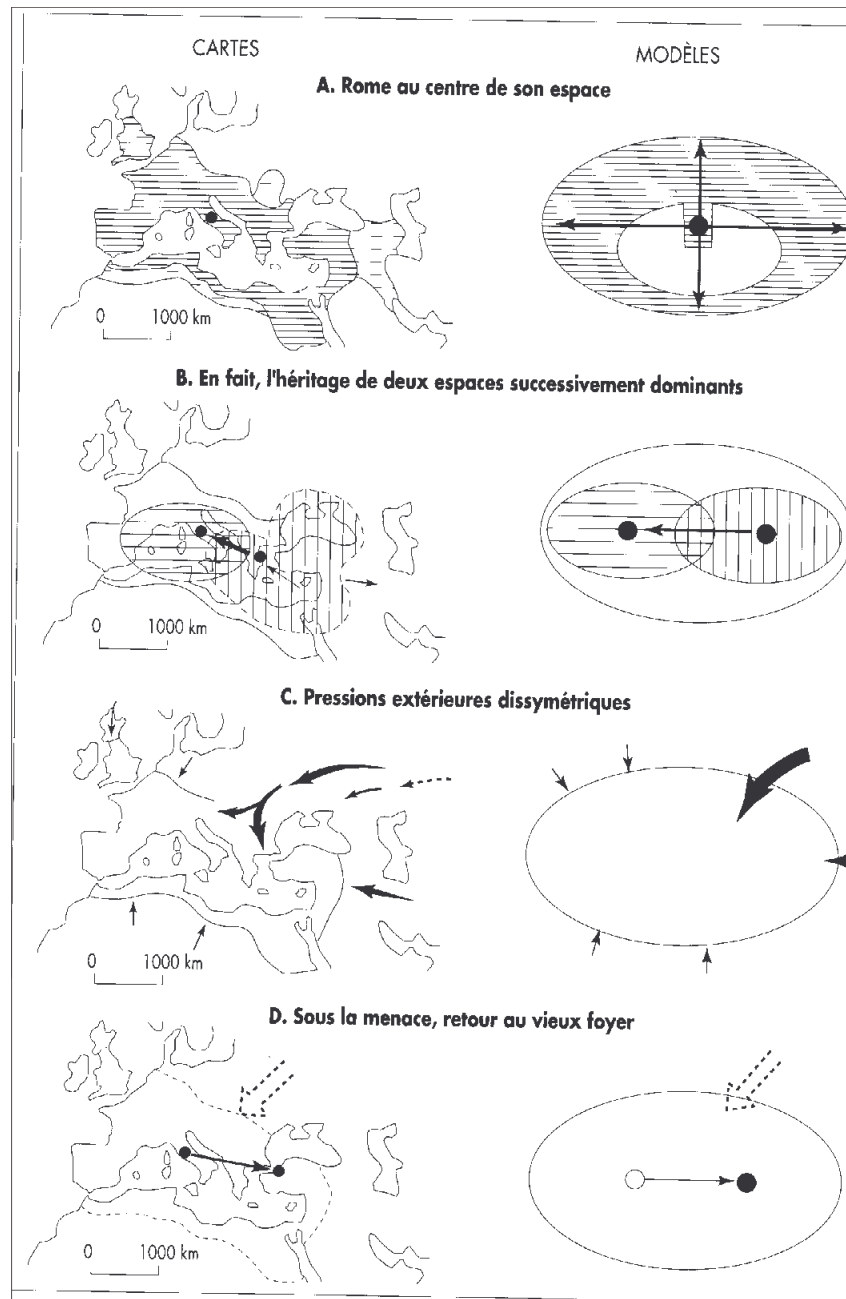 CARTES
MODÈLES
A. Rome au centre de son espace
0 1000 km
B. En fait, l'héritage de deux espaces successivement dominants
0 1000 km
C. Pressions extérieures dissymétriques
0 1000 km
D. Sous la menace, retour au vieux foyer
0 1000 km